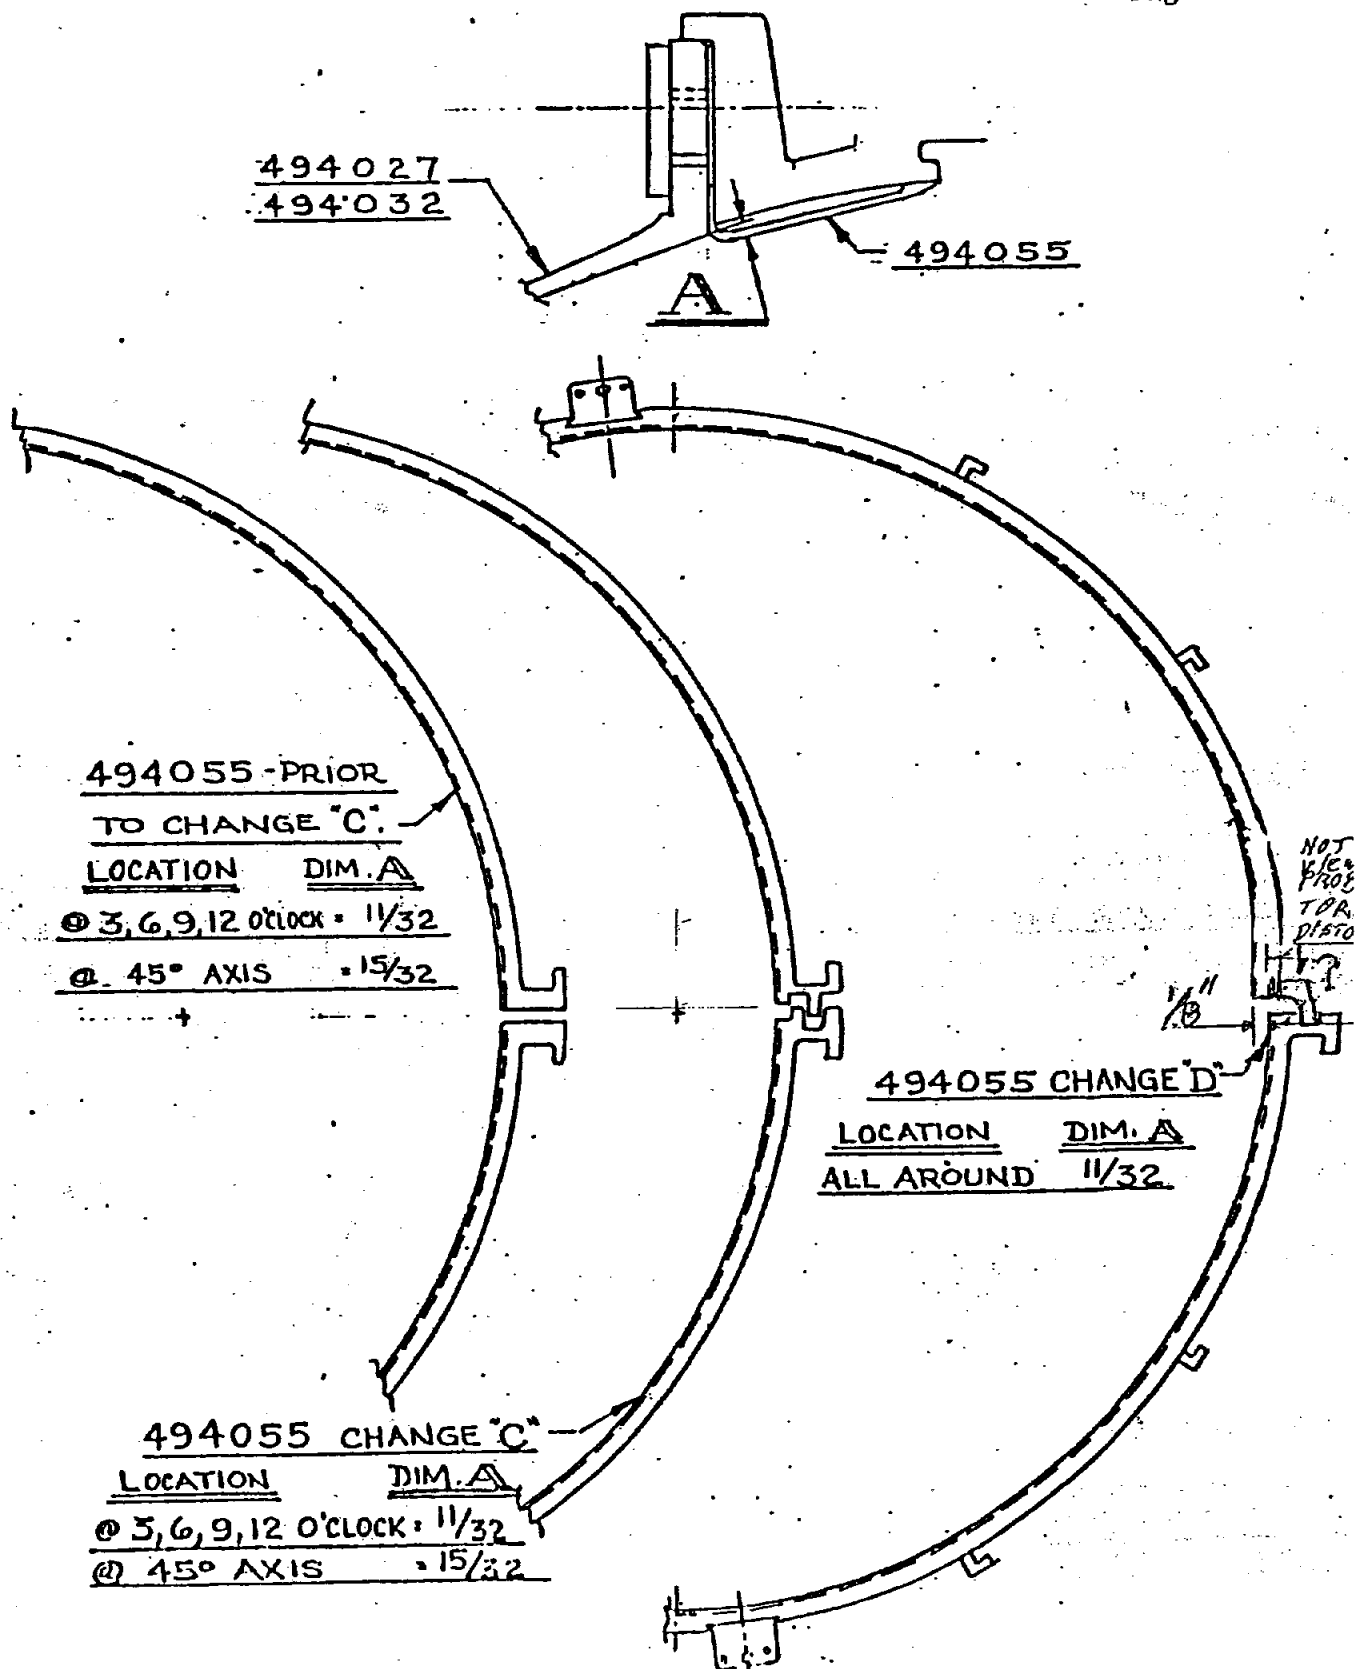 494027
494032
494055
A
494055-PRIOR
TO CHANGE "C".
LOCATION DIM. A
@ 3,6,9,12 O'CLOCK = 11/32
@ 45° AXIS = 15/32
NOT
TOR
DISTO
1/8"
494055 CHANGE "D"
LOCATION DIM. A
ALL AROUND 11/32
494055 CHANGE "C"
LOCATION DIM. A
@ 3,6,9,12 O'CLOCK = 11/32
@ 45° AXIS = 15/32